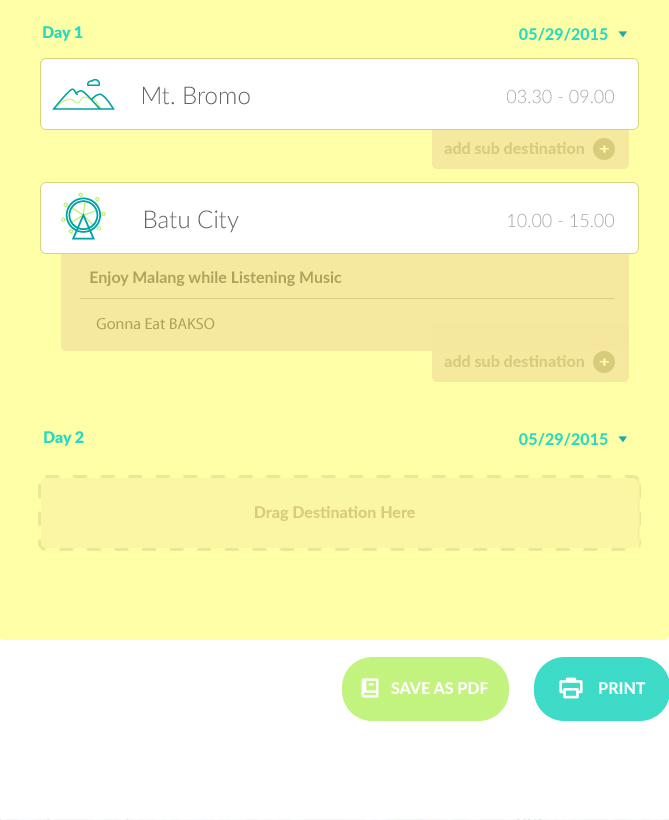 Day 1
05/29/2015
Mt. Bromo
03.30 - 09.00
add sub destination
Batu City
10.00 - 15.00
Enjoy Malang while Listening Music
Gonna Eat BAKSO
add sub destination
Day 2
05/29/2015
Drag Destination Here
SAVE AS PDF
PRINT